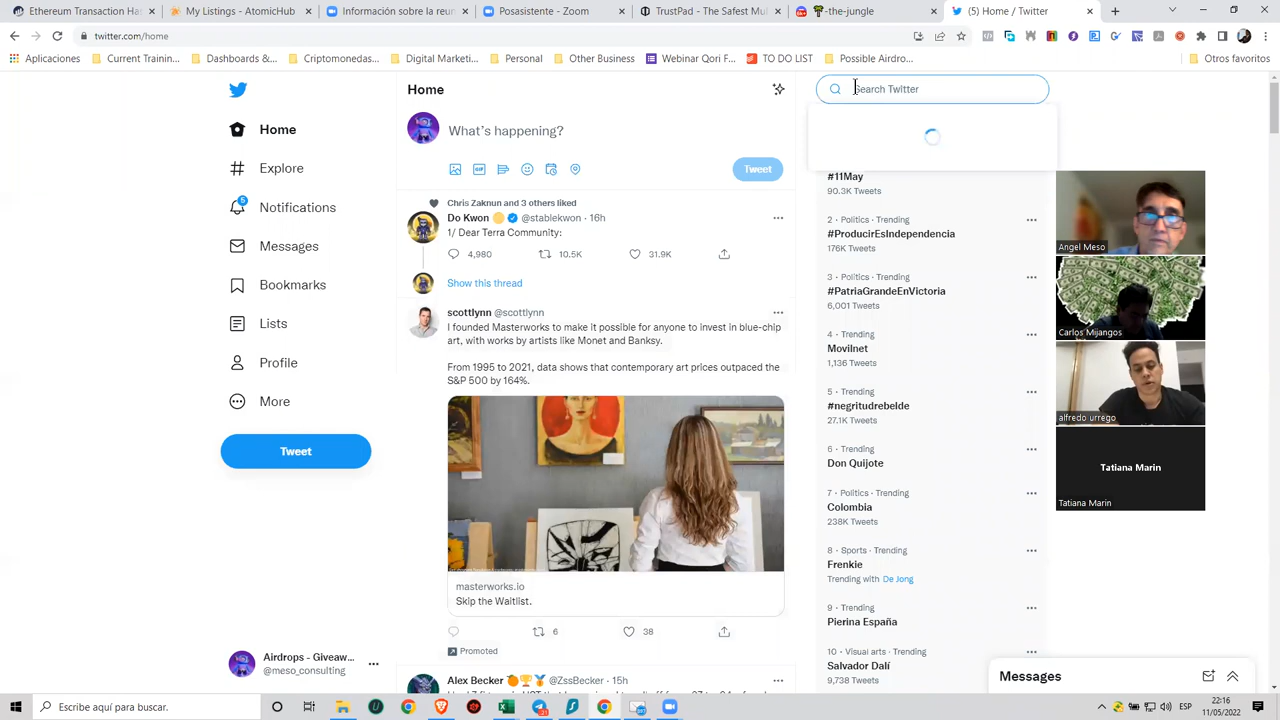 Ethereum Transaction Has
My Listings - AtomicHub
Información sobre la reun
Posasistente - Zoom
TrustPad - The Safest Mul
-the-jungle
(5) Home / Twitter
twitter.com/home
Aplicaciones
Current Training...
Dashboards &...
Criptomonedas...
Digital Marketi...
Personal
Other Business
Webinar Qori F...
TO DO LIST
Possible Airdro...
Otros favoritos
Home
Explore
5
Notifications
Messages
Bookmarks
Lists
Profile
More
Tweet
Airdrops - Giveaw...
@meso_consulting
Home
What's happening?
GIF
Tweet
Chris Zaknun and 3 others liked
Do Kwon @stablekwon · 16h
1/ Dear Terra Community:
4,980 10.5K 31.9K
Show this thread
scottlynn @scottlynn
I founded Masterworks to make it possible for anyone to invest in blue-chip
art, with works by artists like Monet and Banksy.
From 1995 to 2021, data shows that contemporary art prices outpaced the
S&P 500 by 164%.
masterworks.io
Skip the Waitlist.
6 38
Promoted
Alex Becker @ZssBecker · 15h
Search Twitter
#11May
90.3K Tweets
2 · Politics · Trending
#ProducirEsIndependencia
176K Tweets
3 · Politics · Trending
#PatriaGrandeEnVictoria
6,001 Tweets
4 · Trending
Movilnet
1,136 Tweets
5 · Trending
#negritudrebelde
27.1K Tweets
6 · Trending
Don Quijote
7 · Politics · Trending
Colombia
238K Tweets
8 · Sports · Trending
Frenkie
Trending with De Jong
9 · Trending
Pierina España
10 · Visual arts · Trending
Salvador Dalí
9,738 Tweets
Angel Meso
Carlos Mijangos
alfredo urrego
Tatiana Marin
Tatiana Marin
Messages
Escribe aquí para buscar.
ESP
22:16
11/05/2022